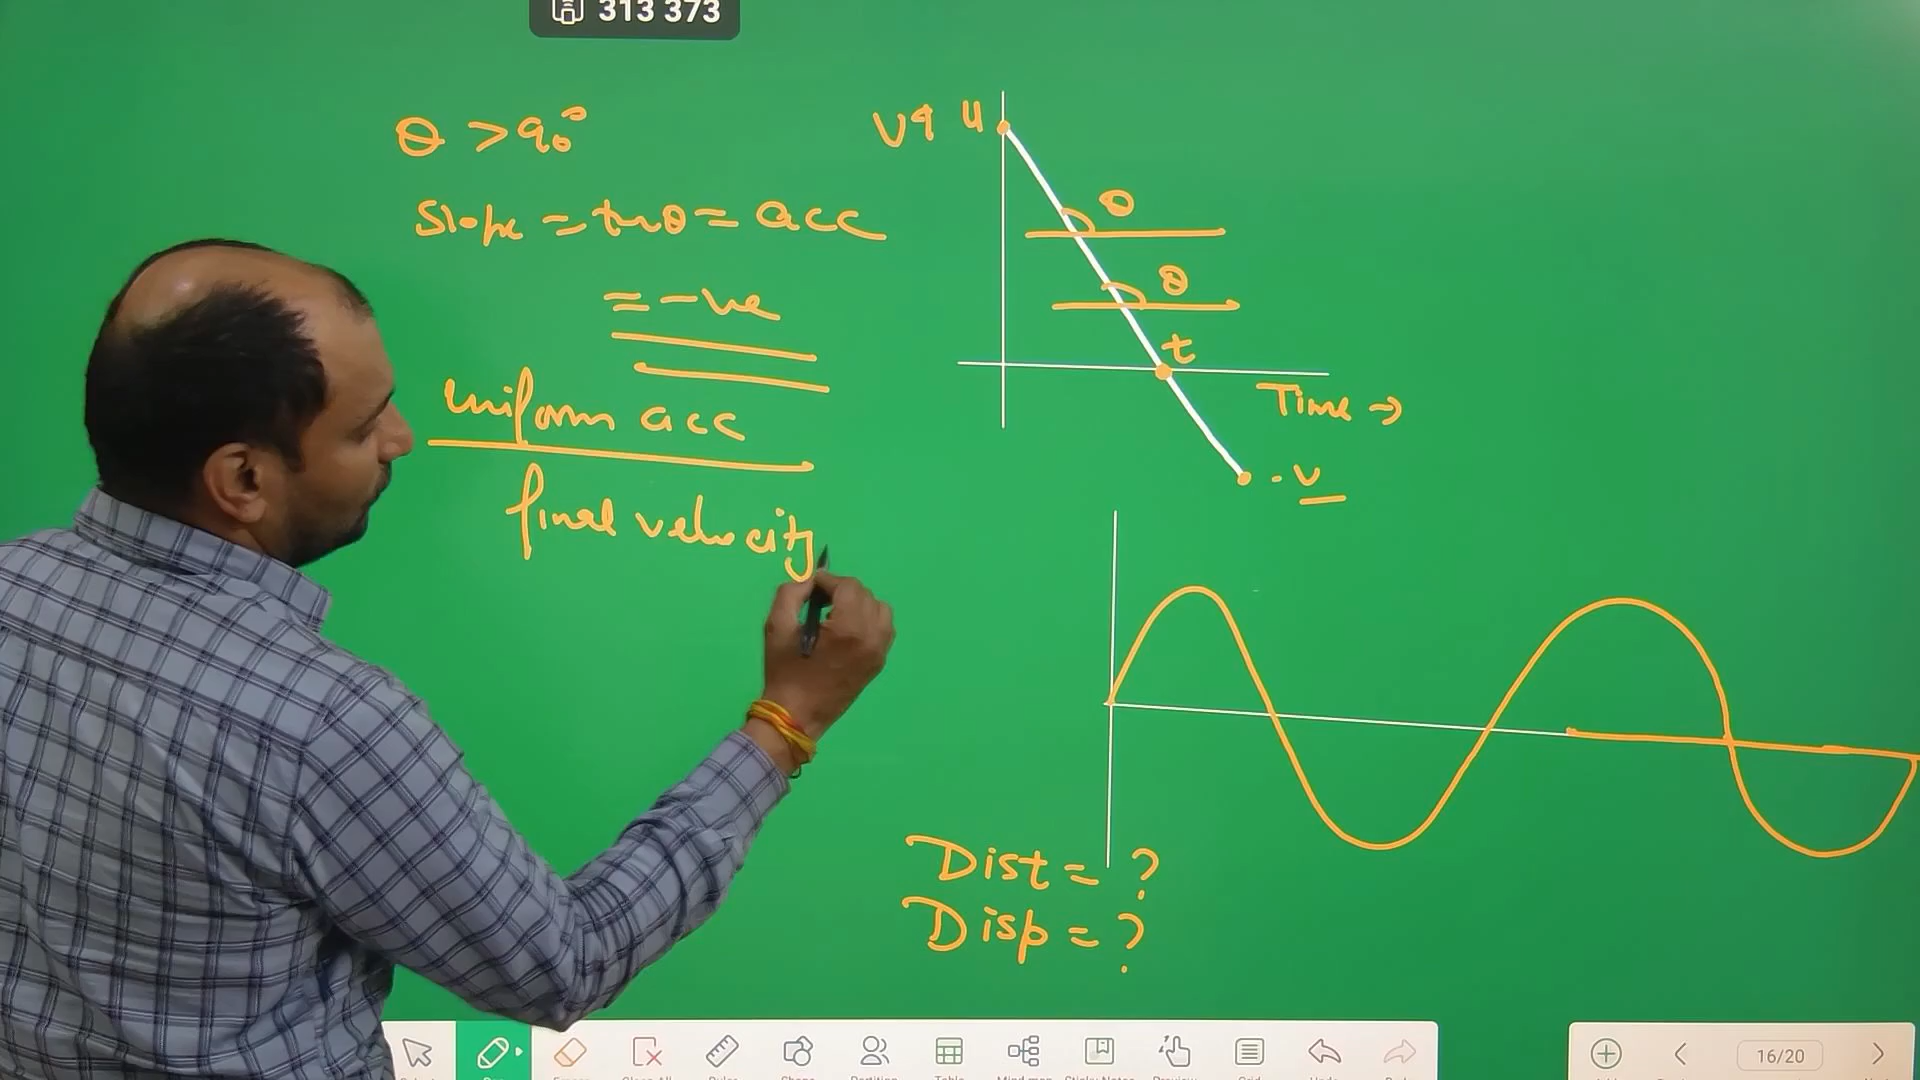 313 373
θ > 90°
Slope = tanθ = acc
= -ve
uniform acc
final velocity
V↑ u
θ
θ
t
Time →
-v
Dist = ?
Disp = ?
16/20